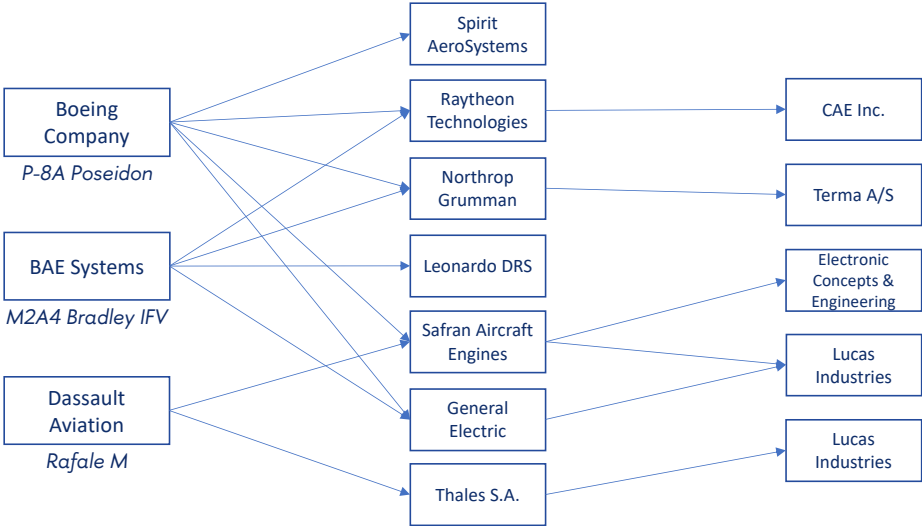 Boeing
Company
P-8A Poseidon
BAE Systems
M2A4 Bradley IFV
Dassault
Aviation
Rafale M
Spirit
AeroSystems
Raytheon
Technologies
Northrop
Grumman
Leonardo DRS
Safran Aircraft
Engines
General
Electric
Thales S.A.
CAE Inc.
Terma A/S
Electronic
Concepts &
Engineering
Lucas
Industries
Lucas
Industries